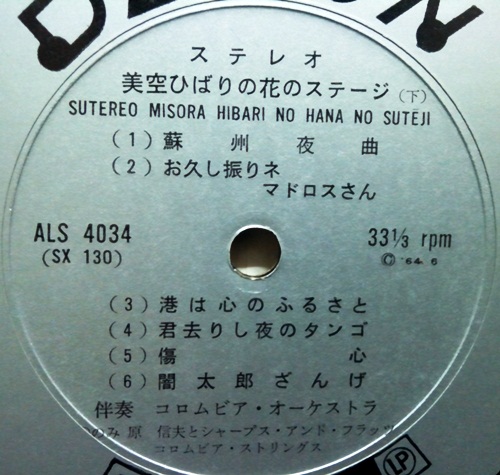 DENON
ステレオ
美空ひばりの花のステージ(下)
SUTEREO MISORA HIBARI NO HANA NO SUTĒJI
(1) 蘇州夜曲
(2) お久し振りネ
マドロスさん
ALS 4034
(SX 130)
33⅓ rpm
Ⓒ '64. 6
(3) 港は心のふるさと
(4) 君去りし夜のタンゴ
(5) 傷心
(6) 闇太郎ざんげ
伴奏 コロムビア・オーケストラ
のみ 原 信夫とシャープス・アンド・フラッツ
コロムビア・ストリングス
Ⓟ